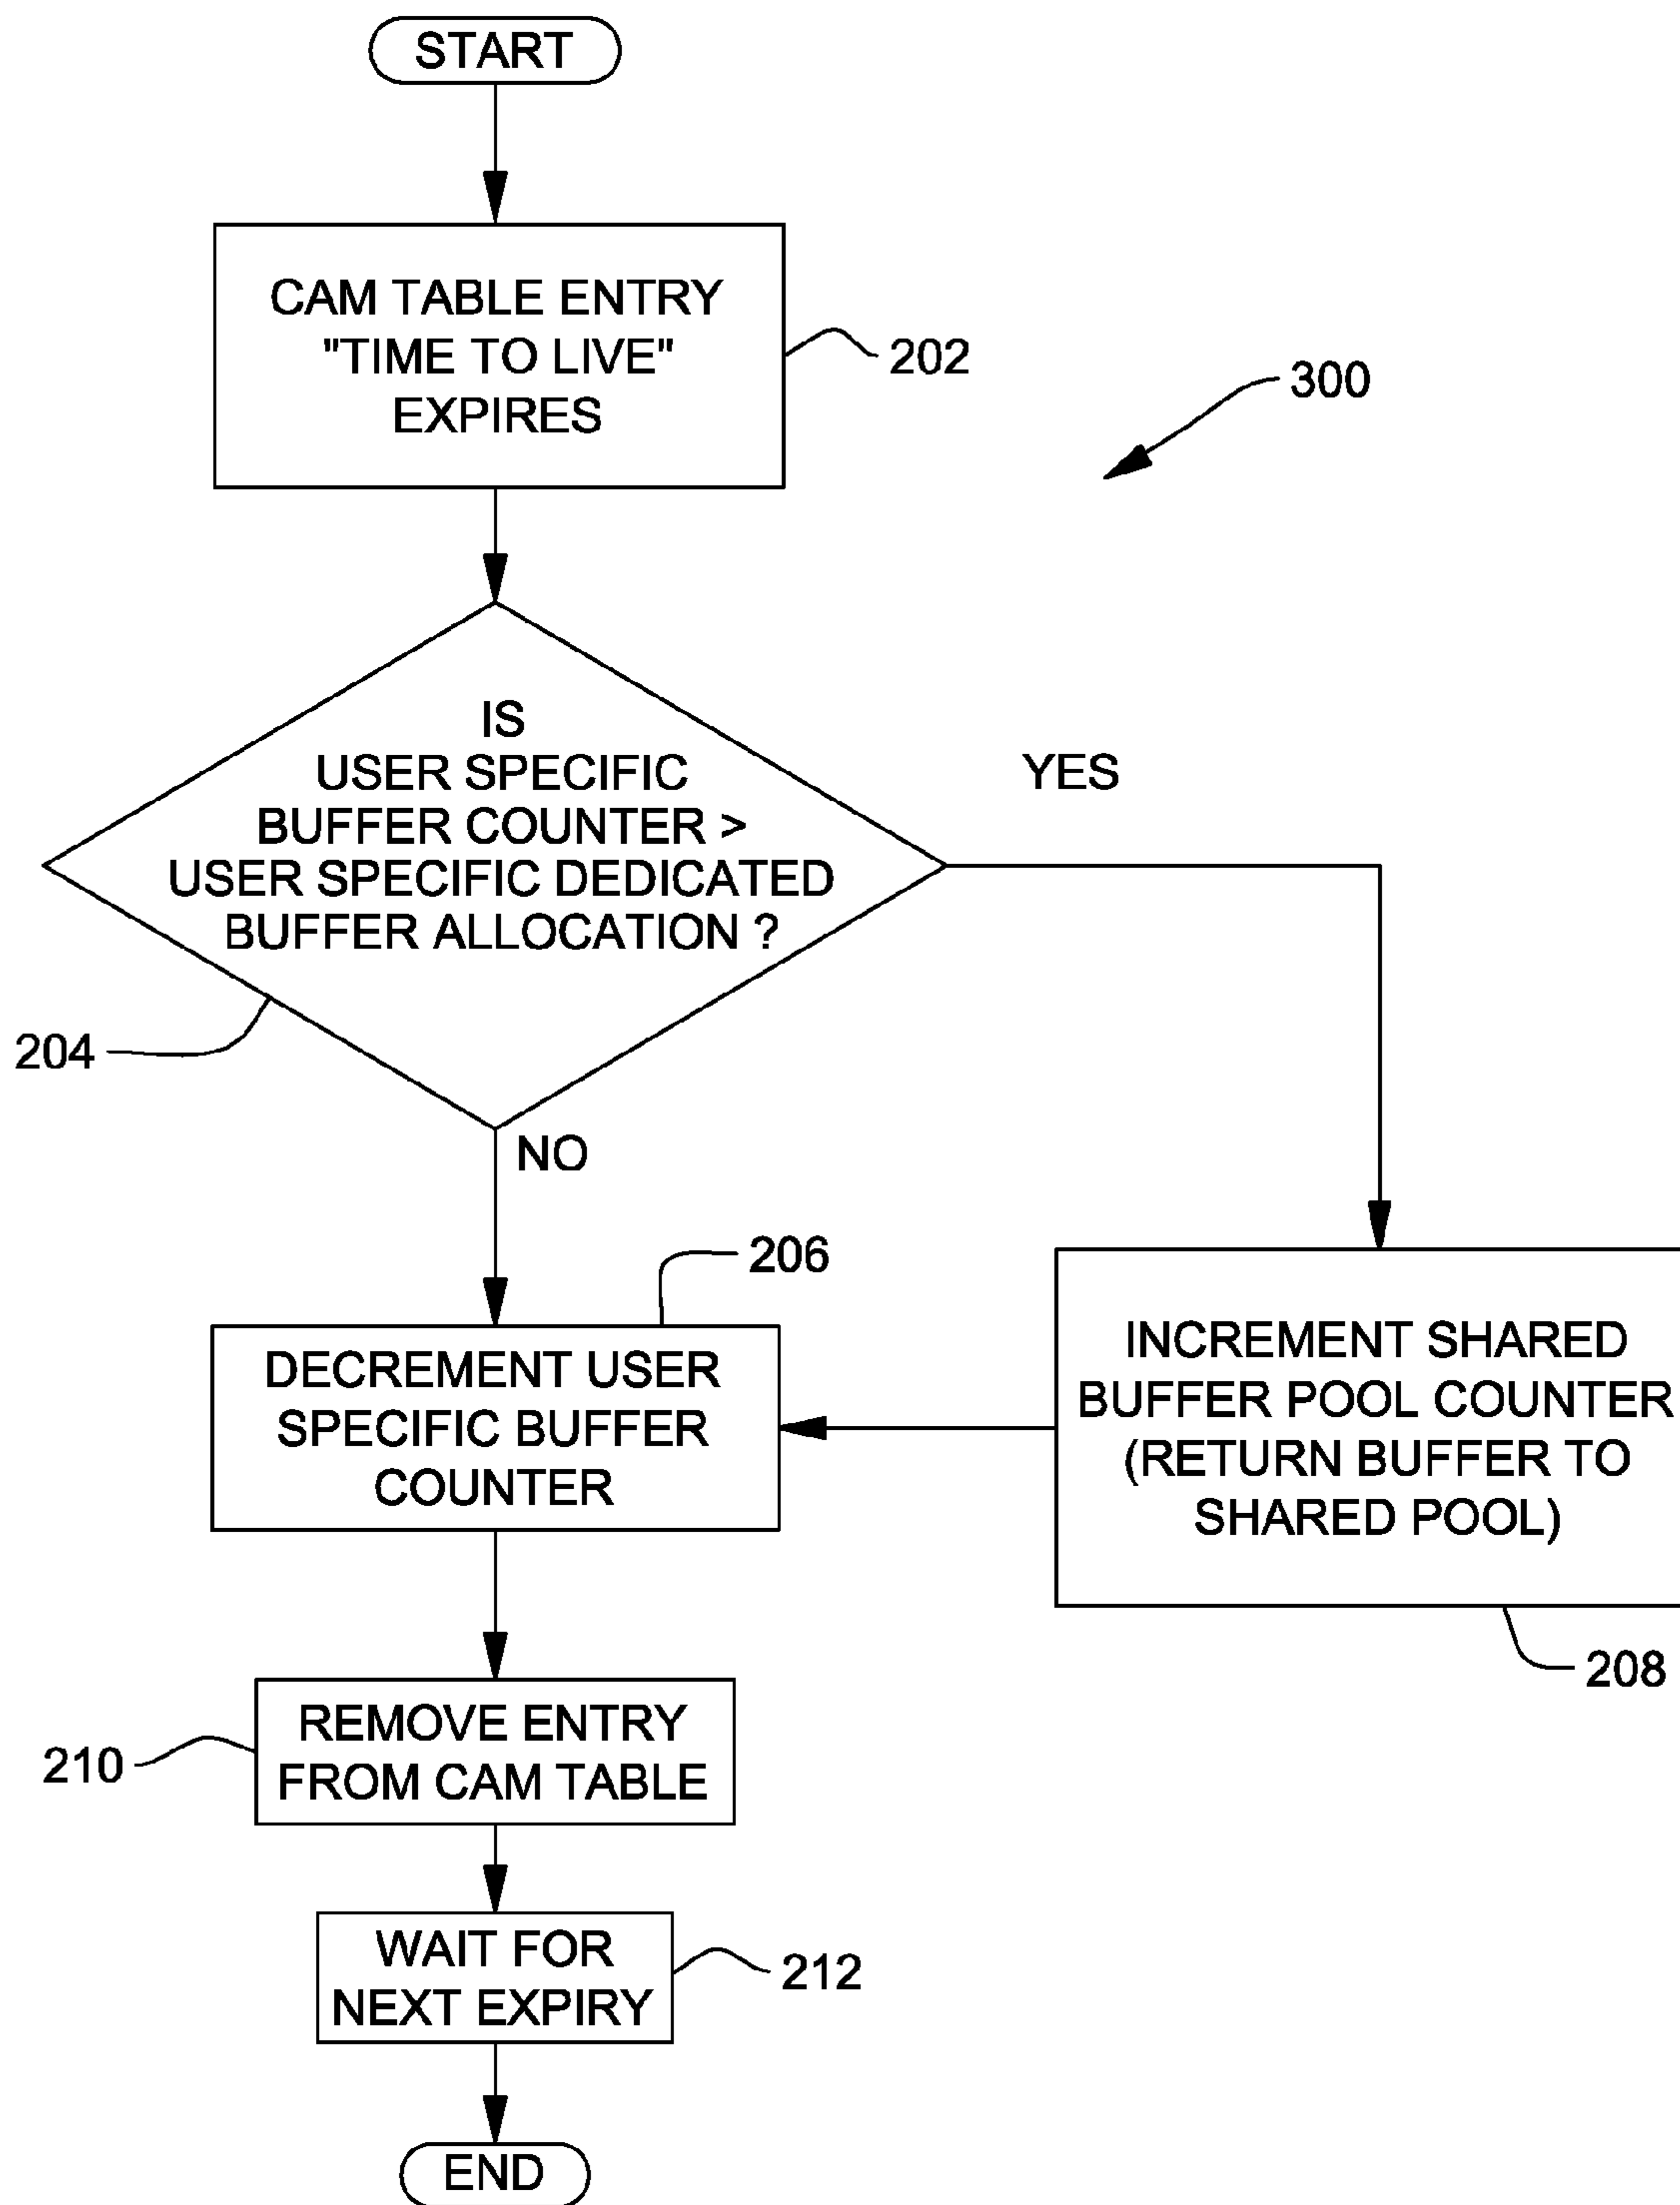 START
CAM TABLE ENTRY
"TIME TO LIVE"
EXPIRES
202
300
IS
USER SPECIFIC
BUFFER COUNTER >
USER SPECIFIC DEDICATED
BUFFER ALLOCATION ?
YES
204
NO
206
DECREMENT USER
SPECIFIC BUFFER
COUNTER
INCREMENT SHARED
BUFFER POOL COUNTER
(RETURN BUFFER TO
SHARED POOL)
208
REMOVE ENTRY
FROM CAM TABLE
210
WAIT FOR
NEXT EXPIRY
212
END